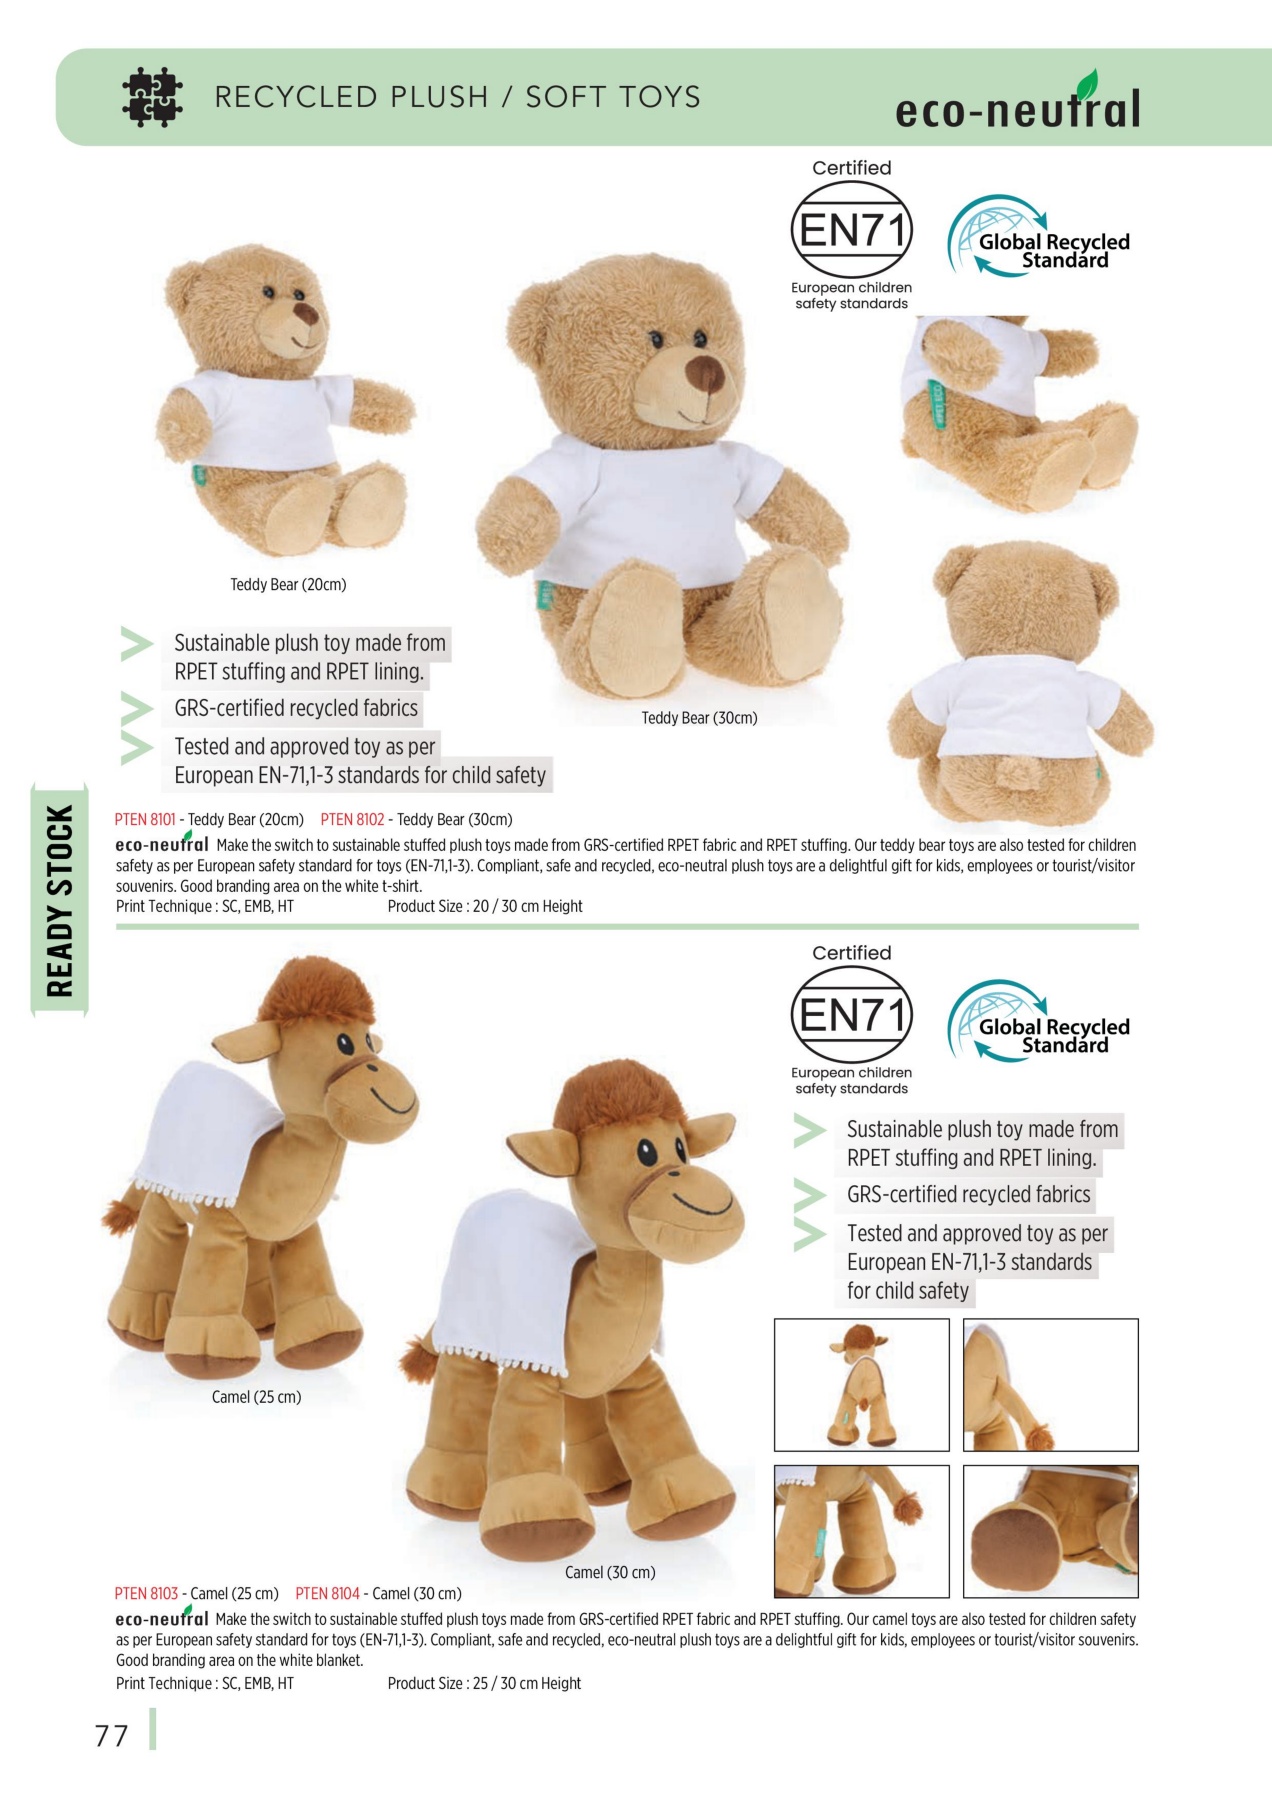 RECYCLED PLUSH / SOFT TOYS
eco-neutral
Certified
EN71
European children
safety standards
Global Recycled
Standard
RPET ECO
Teddy Bear (20cm)
Teddy Bear (30cm)
Sustainable plush toy made from
RPET stuffing and RPET lining.
GRS-certified recycled fabrics
Tested and approved toy as per
European EN-71,1-3 standards for child safety
READY STOCK
PTEN 8101 - Teddy Bear (20cm) PTEN 8102 - Teddy Bear (30cm)
eco-neutral Make the switch to sustainable stuffed plush toys made from GRS-certified RPET fabric and RPET stuffing. Our teddy bear toys are also tested for children
safety as per European safety standard for toys (EN-71,1-3). Compliant, safe and recycled, eco-neutral plush toys are a delightful gift for kids, employees or tourist/visitor
souvenirs. Good branding area on the white t-shirt.
Print Technique : SC, EMB, HT Product Size : 20 / 30 cm Height
Certified
EN71
European children
safety standards
Global Recycled
Standard
Sustainable plush toy made from
RPET stuffing and RPET lining.
GRS-certified recycled fabrics
Tested and approved toy as per
European EN-71,1-3 standards
for child safety
Camel (25 cm)
Camel (30 cm)
PTEN 8103 - Camel (25 cm) PTEN 8104 - Camel (30 cm)
eco-neutral Make the switch to sustainable stuffed plush toys made from GRS-certified RPET fabric and RPET stuffing. Our camel toys are also tested for children safety
as per European safety standard for toys (EN-71,1-3). Compliant, safe and recycled, eco-neutral plush toys are a delightful gift for kids, employees or tourist/visitor souvenirs.
Good branding area on the white blanket.
Print Technique : SC, EMB, HT Product Size : 25 / 30 cm Height
77